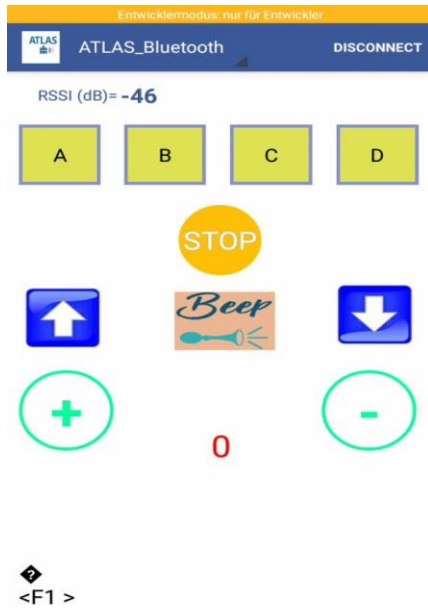 Entwicklermodus: nur für Entwickler
ATLAS
ATLAS_Bluetooth
DISCONNECT
RSSI (dB)= -46
A B C D
STOP
Beep
+ -
0
�
<F1 >